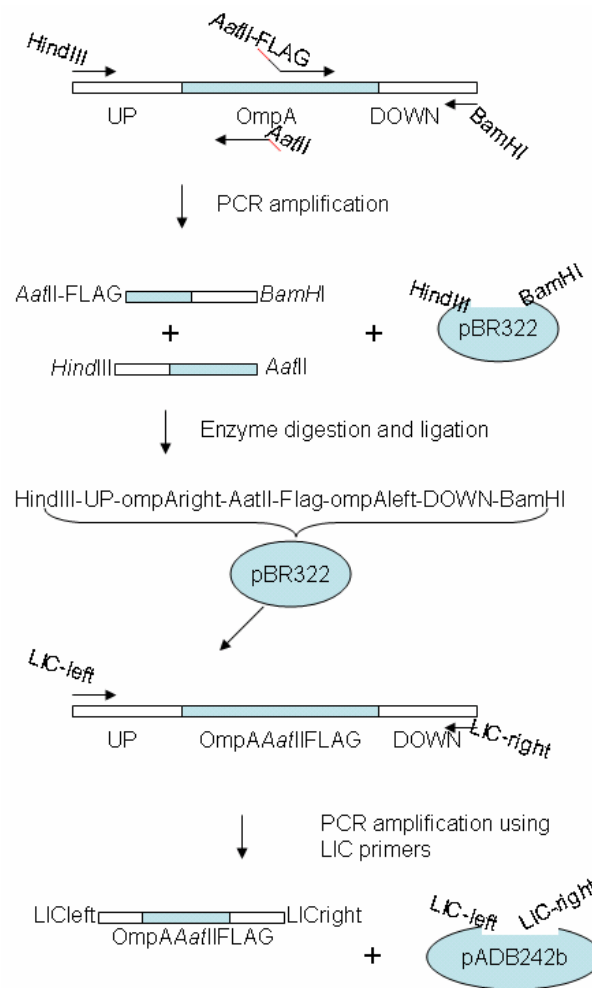 HindIII
AatII-FLAG
UP
OmpA
DOWN
AatII
BamHI
PCR amplification
AatII-FLAG
BamHI
HindIII
BamHI
pBR322
+
+
HindIII
AatII
Enzyme digestion and ligation
HindIII-UP-ompAright-AatII-Flag-ompAleft-DOWN-BamHI
pBR322
LIC-left
UP
OmpAAatIIFLAG
DOWN
LIC-right
PCR amplification using
LIC primers
LICleft
LICright
OmpAAatIIFLAG
+
LIC-left
LIC-right
pADB242b